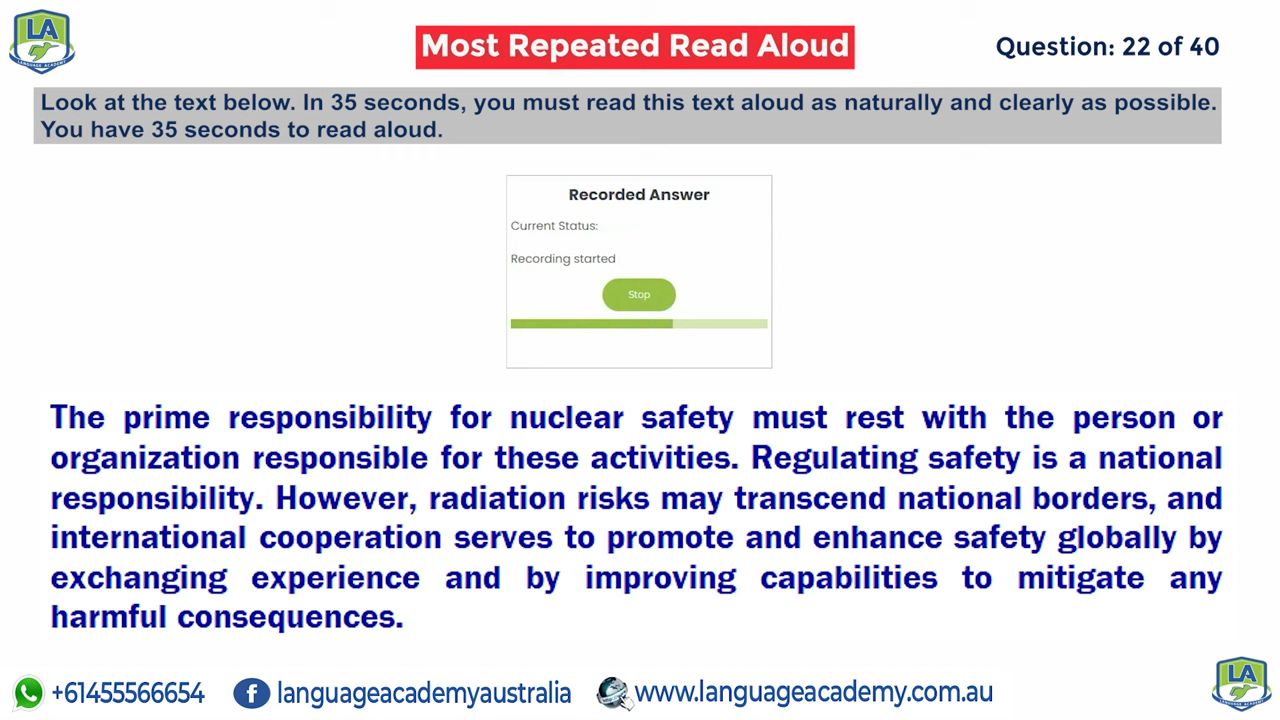 LA
LANGUAGE ACADEMY
Most Repeated Read Aloud
Question: 22 of 40
Look at the text below. In 35 seconds, you must read this text aloud as naturally and clearly as possible.
You have 35 seconds to read aloud.
Recorded Answer
Current Status:
Recording started
Stop
The prime responsibility for nuclear safety must rest with the person or
organization responsible for these activities. Regulating safety is a national
responsibility. However, radiation risks may transcend national borders, and
international cooperation serves to promote and enhance safety globally by
exchanging experience and by improving capabilities to mitigate any
harmful consequences.
+61455566654
languageacademyaustralia
www.languageacademy.com.au
LA
LANGUAGE ACADEMY